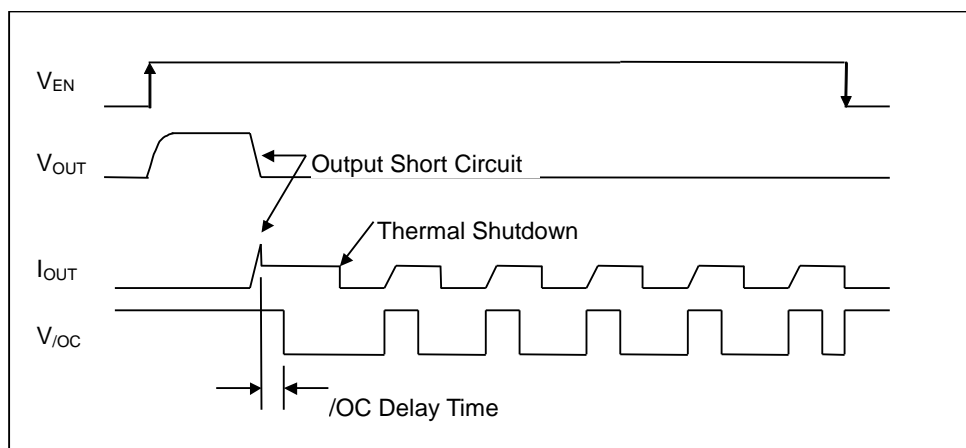 VEN
VOUT
Output Short Circuit
Thermal Shutdown
IOUT
V/OC
/OC Delay Time